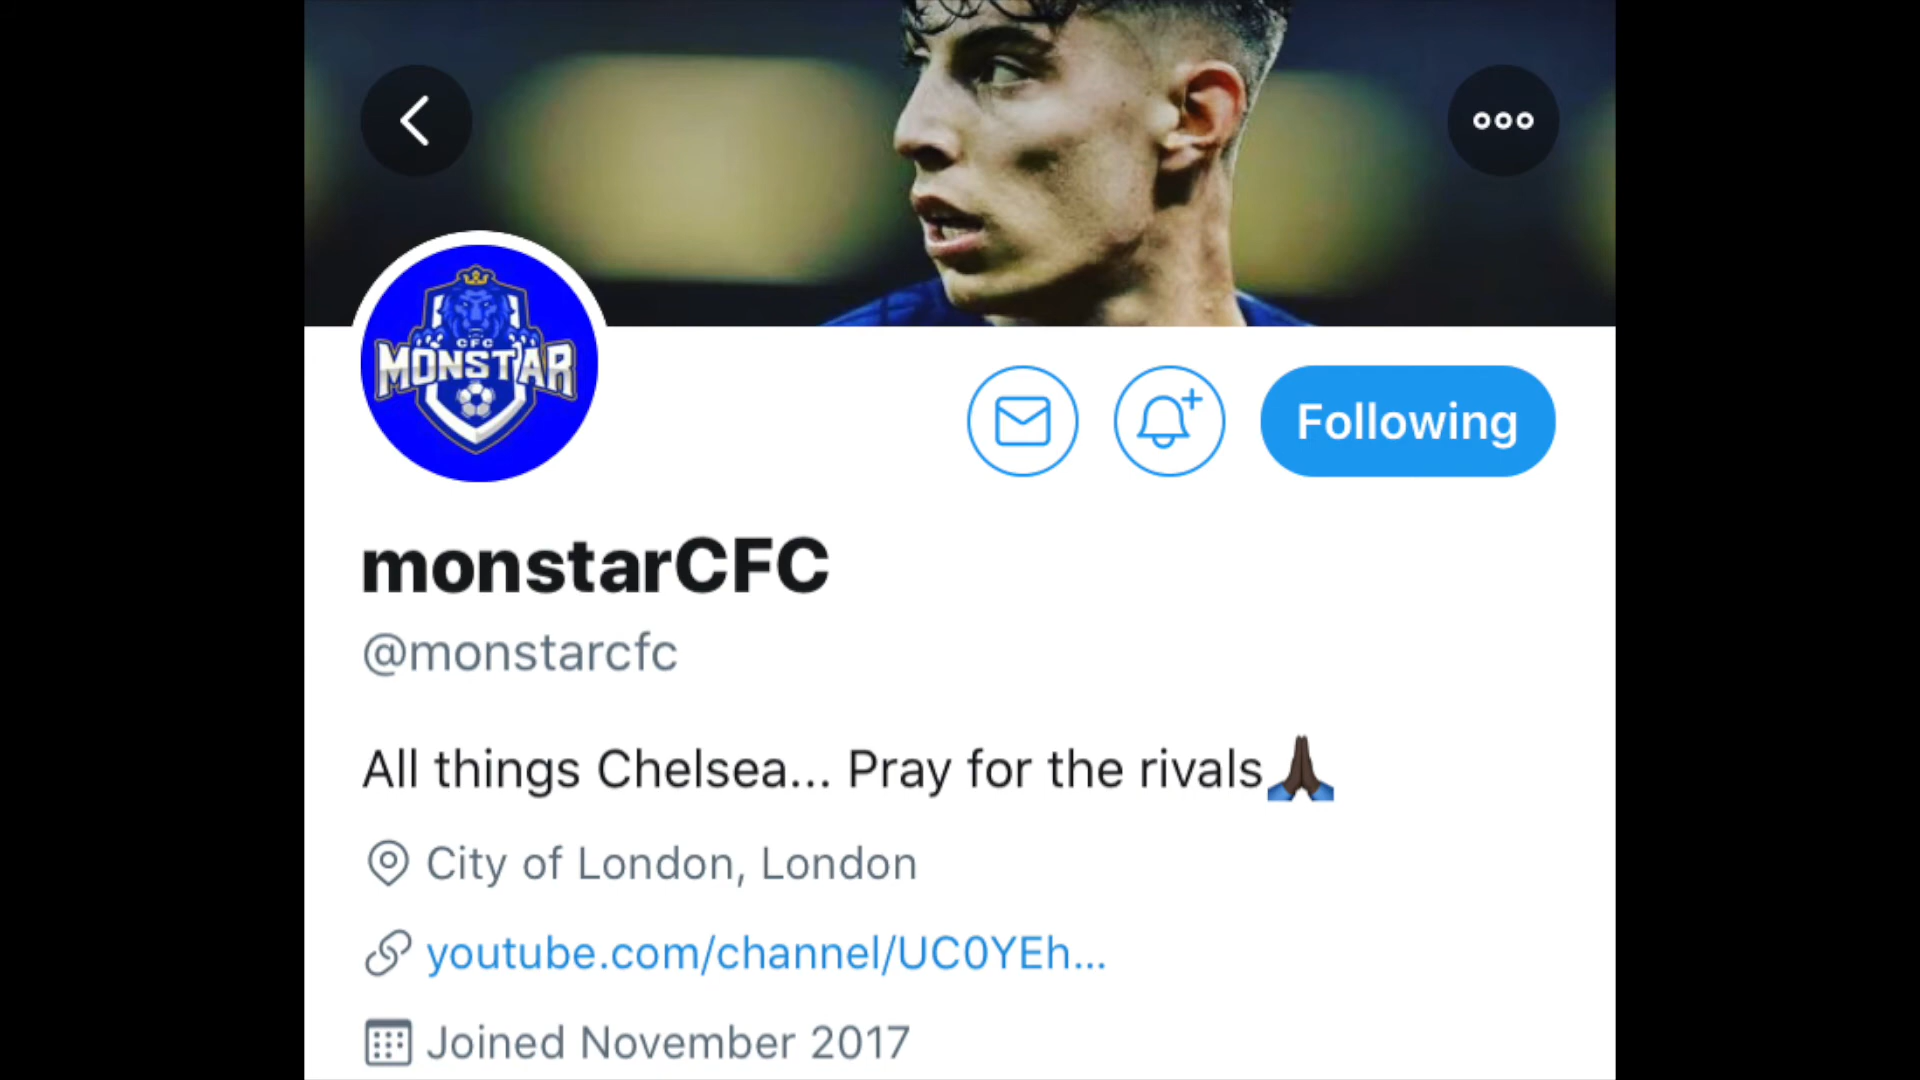 CFC
MONSTAR
Following
monstarCFC
@monstarcfc
All things Chelsea... Pray for the rivals🙏🏿
City of London, London
youtube.com/channel/UC0YEh...
Joined November 2017